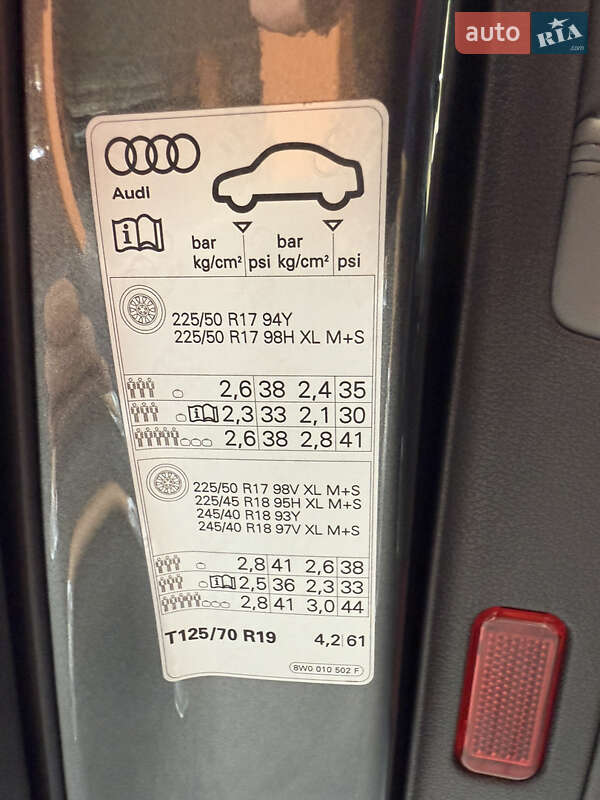 auto RIA
.com
Audi
i
bar bar
kg/cm² psi kg/cm² psi
225/50 R17 94Y
225/50 R17 98H XL M+S
2,6 38 2,4 35
i 2,3 33 2,1 30
2,6 38 2,8 41
225/50 R17 98V XL M+S
225/45 R18 95H XL M+S
245/40 R18 93Y
245/40 R18 97V XL M+S
2,8 41 2,6 38
i 2,5 36 2,3 33
2,8 41 3,0 44
T125/70 R19 4,2 61
8W0 010 502 F